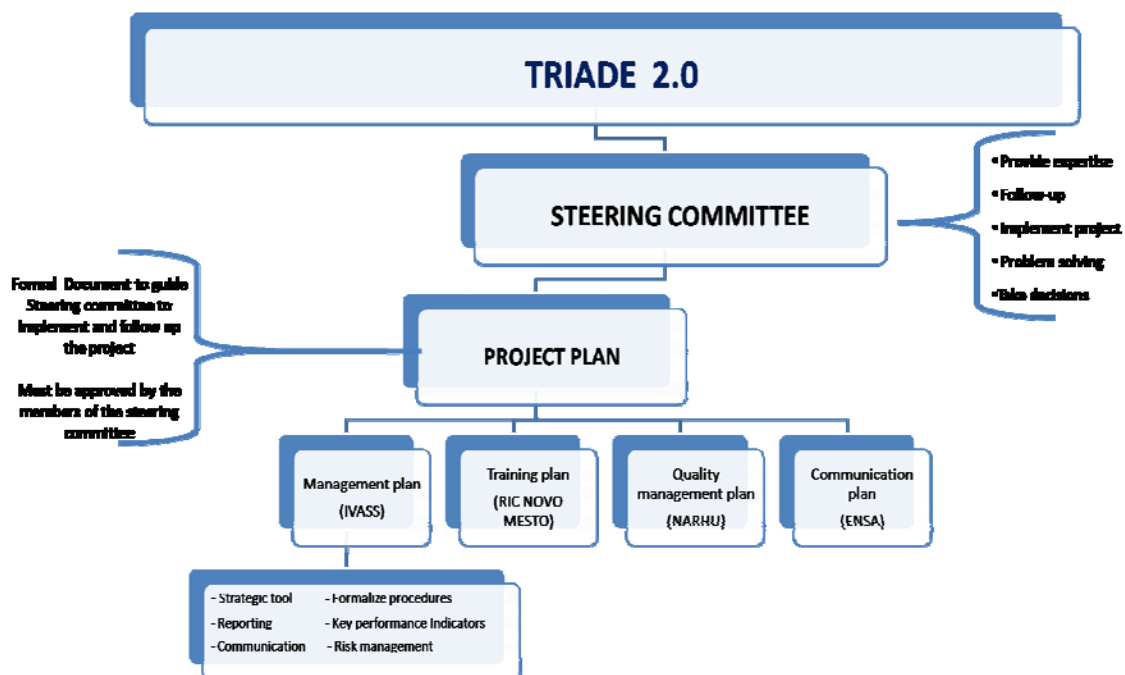 TRIADE 2.0
STEERING COMMITTEE
• Provide expertise
• Follow-up
• Implement project
• Problem solving
• Take decisions
Formal Document to guide
Steering committee to
implement and follow up
the project
Must be approved by the
members of the steering
committee
PROJECT PLAN
Management plan
(IVASS)
Training plan
(RIC NOVO
MESTO)
Quality
management plan
(NARHU)
Communication
plan
(ENSA)
- Strategic tool - Formalize procedures
- Reporting - Key performance Indicators
- Communication - Risk management